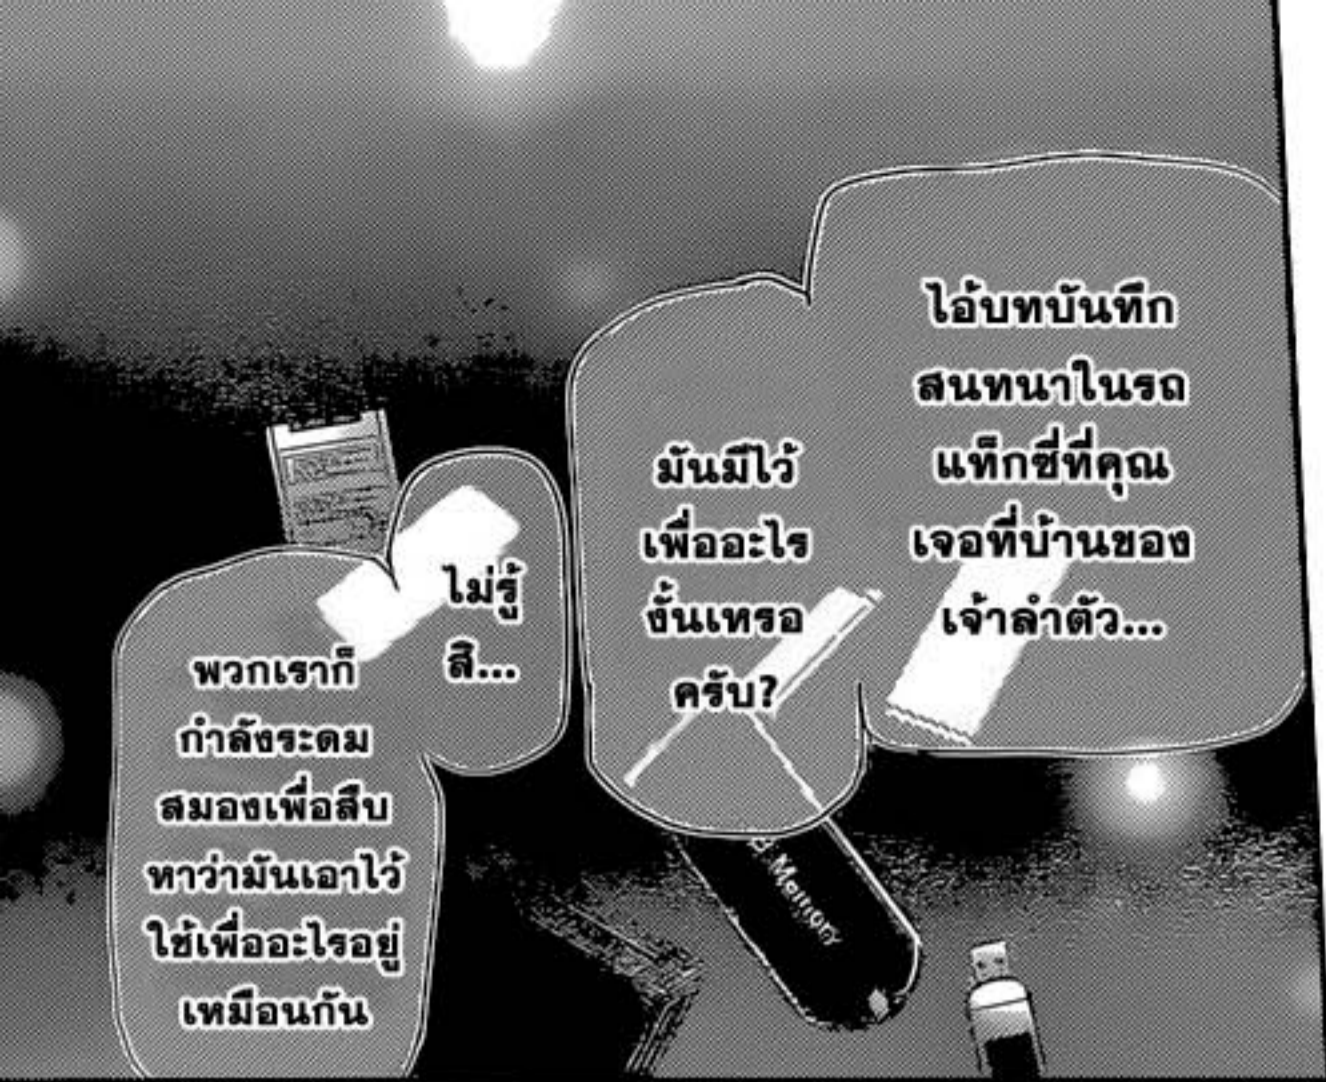 ไอ้บทบันทึก
สนทนาในรถ
แท็กซี่ที่คุณ
เจอที่บ้านของ
เจ้าลำตัว...
มันมีไว้
เพื่ออะไร
งั้นเหรอ
ครับ?
ไม่รู้
สิ...
พวกเราก็
กำลังระดม
สมองเพื่อสืบ
หาว่ามันเอาไว้
ใช้เพื่ออะไรอยู่
เหมือนกัน
Memory